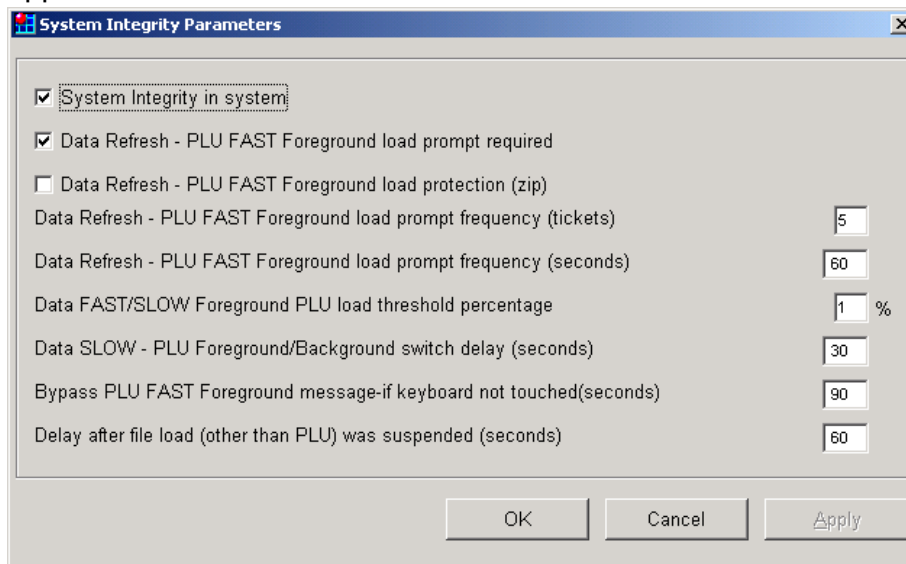 System Integrity Parameters
System Integrity in system
Data Refresh - PLU FAST Foreground load prompt required
Data Refresh - PLU FAST Foreground load protection (zip)
Data Refresh - PLU FAST Foreground load prompt frequency (tickets) 5
Data Refresh - PLU FAST Foreground load prompt frequency (seconds) 60
Data FAST/SLOW Foreground PLU load threshold percentage 1 %
Data SLOW - PLU Foreground/Background switch delay (seconds) 30
Bypass PLU FAST Foreground message-if keyboard not touched(seconds) 90
Delay after file load (other than PLU) was suspended (seconds) 60
OK Cancel Apply